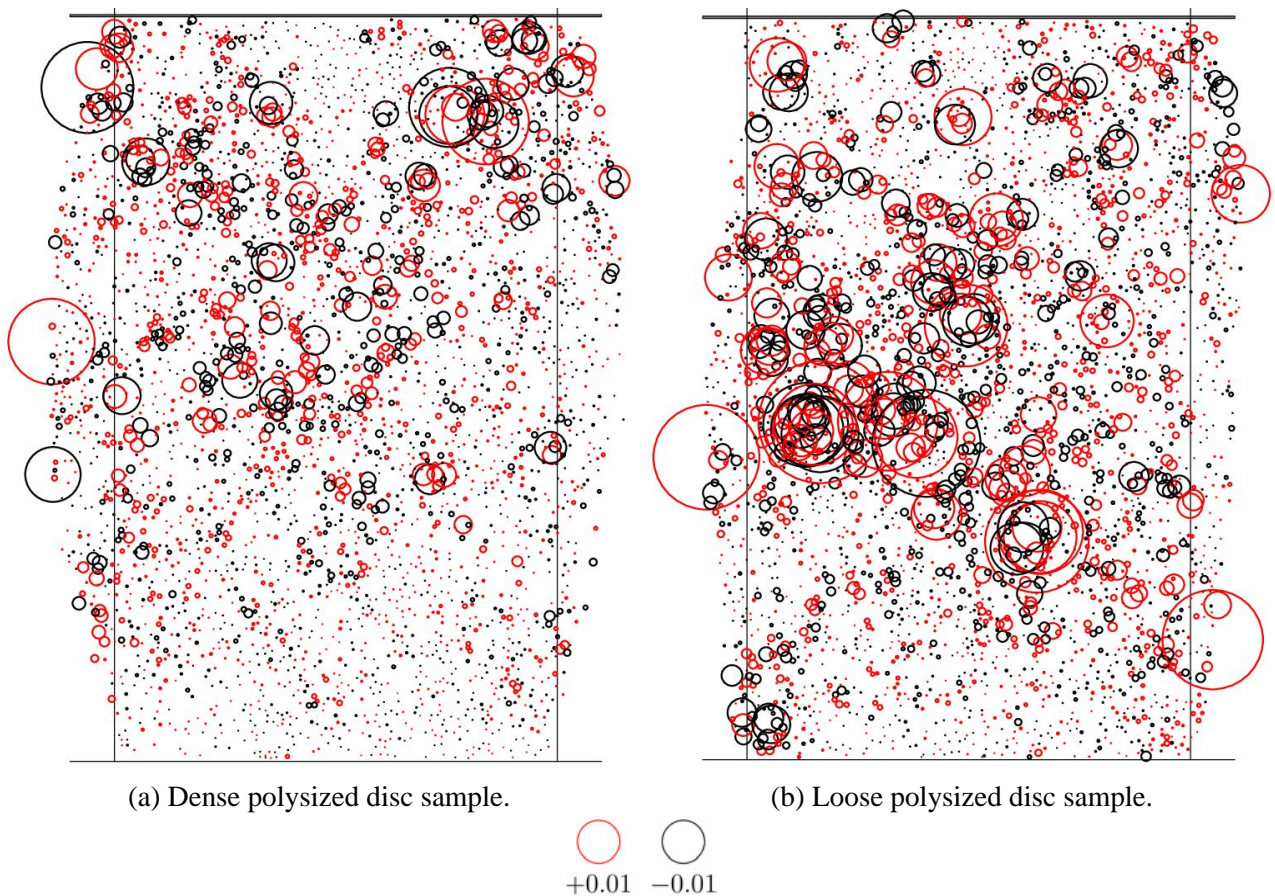 (a) Dense polysized disc sample.
(b) Loose polysized disc sample.
+0.01 −0.01